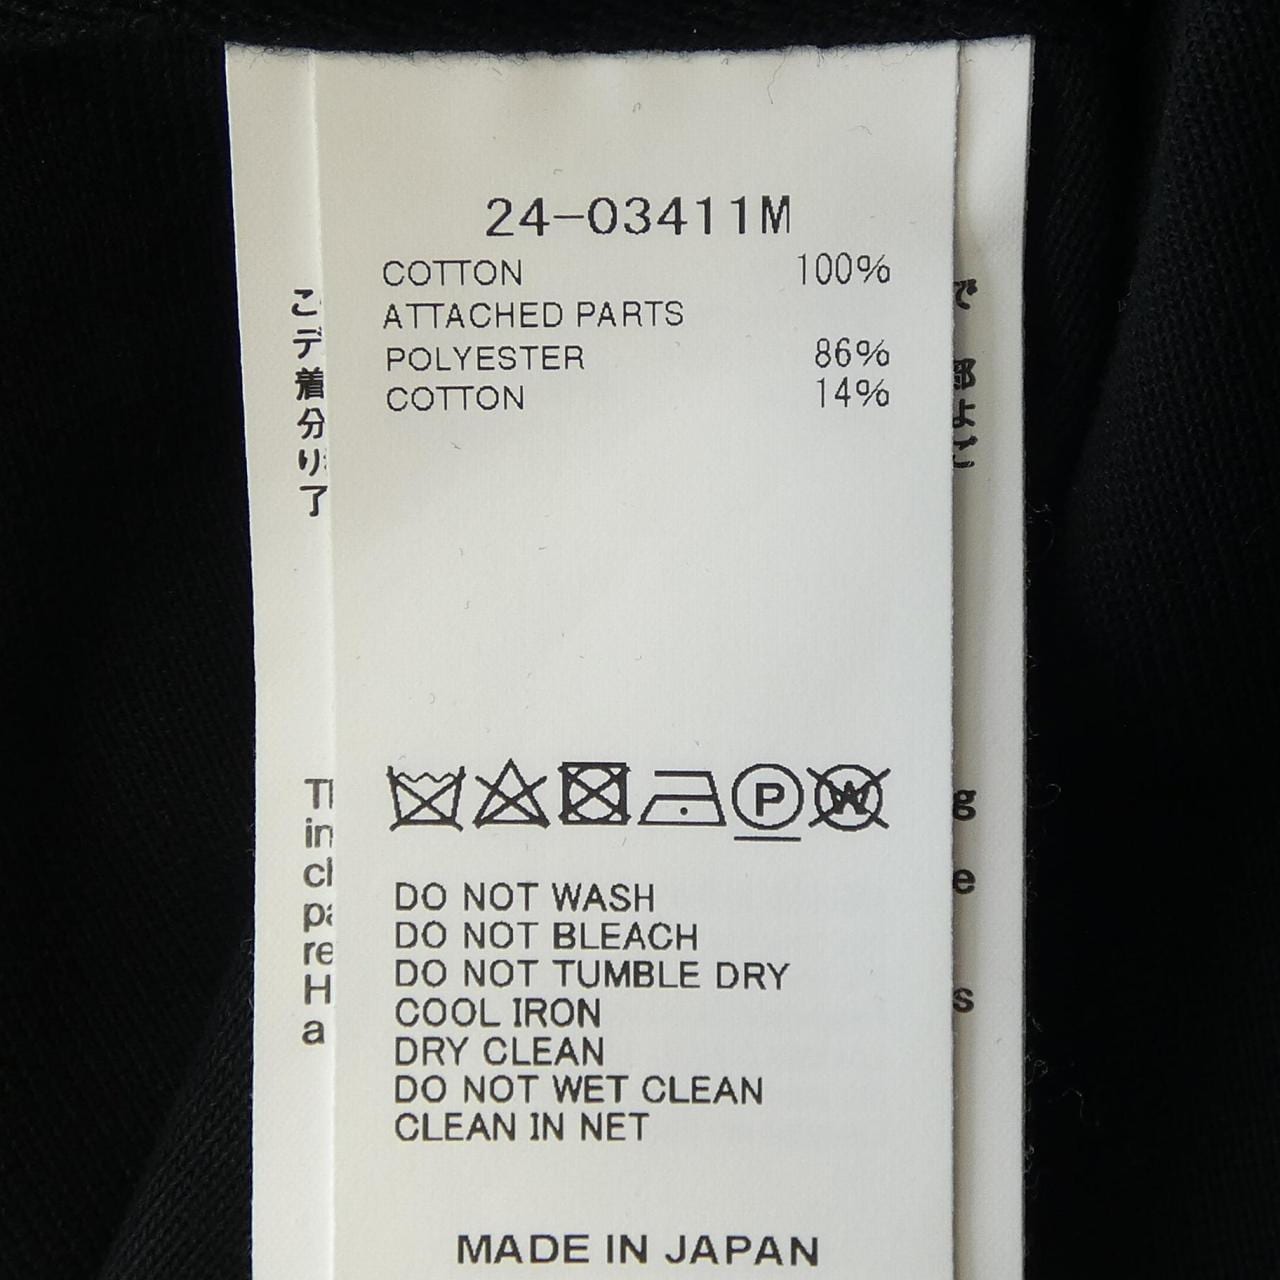 24-03411M
COTTON 100%
ATTACHED PARTS
POLYESTER 86%
COTTON 14%
P
W
DO NOT WASH
DO NOT BLEACH
DO NOT TUMBLE DRY
COOL IRON
DRY CLEAN
DO NOT WET CLEAN
CLEAN IN NET
MADE IN JAPAN